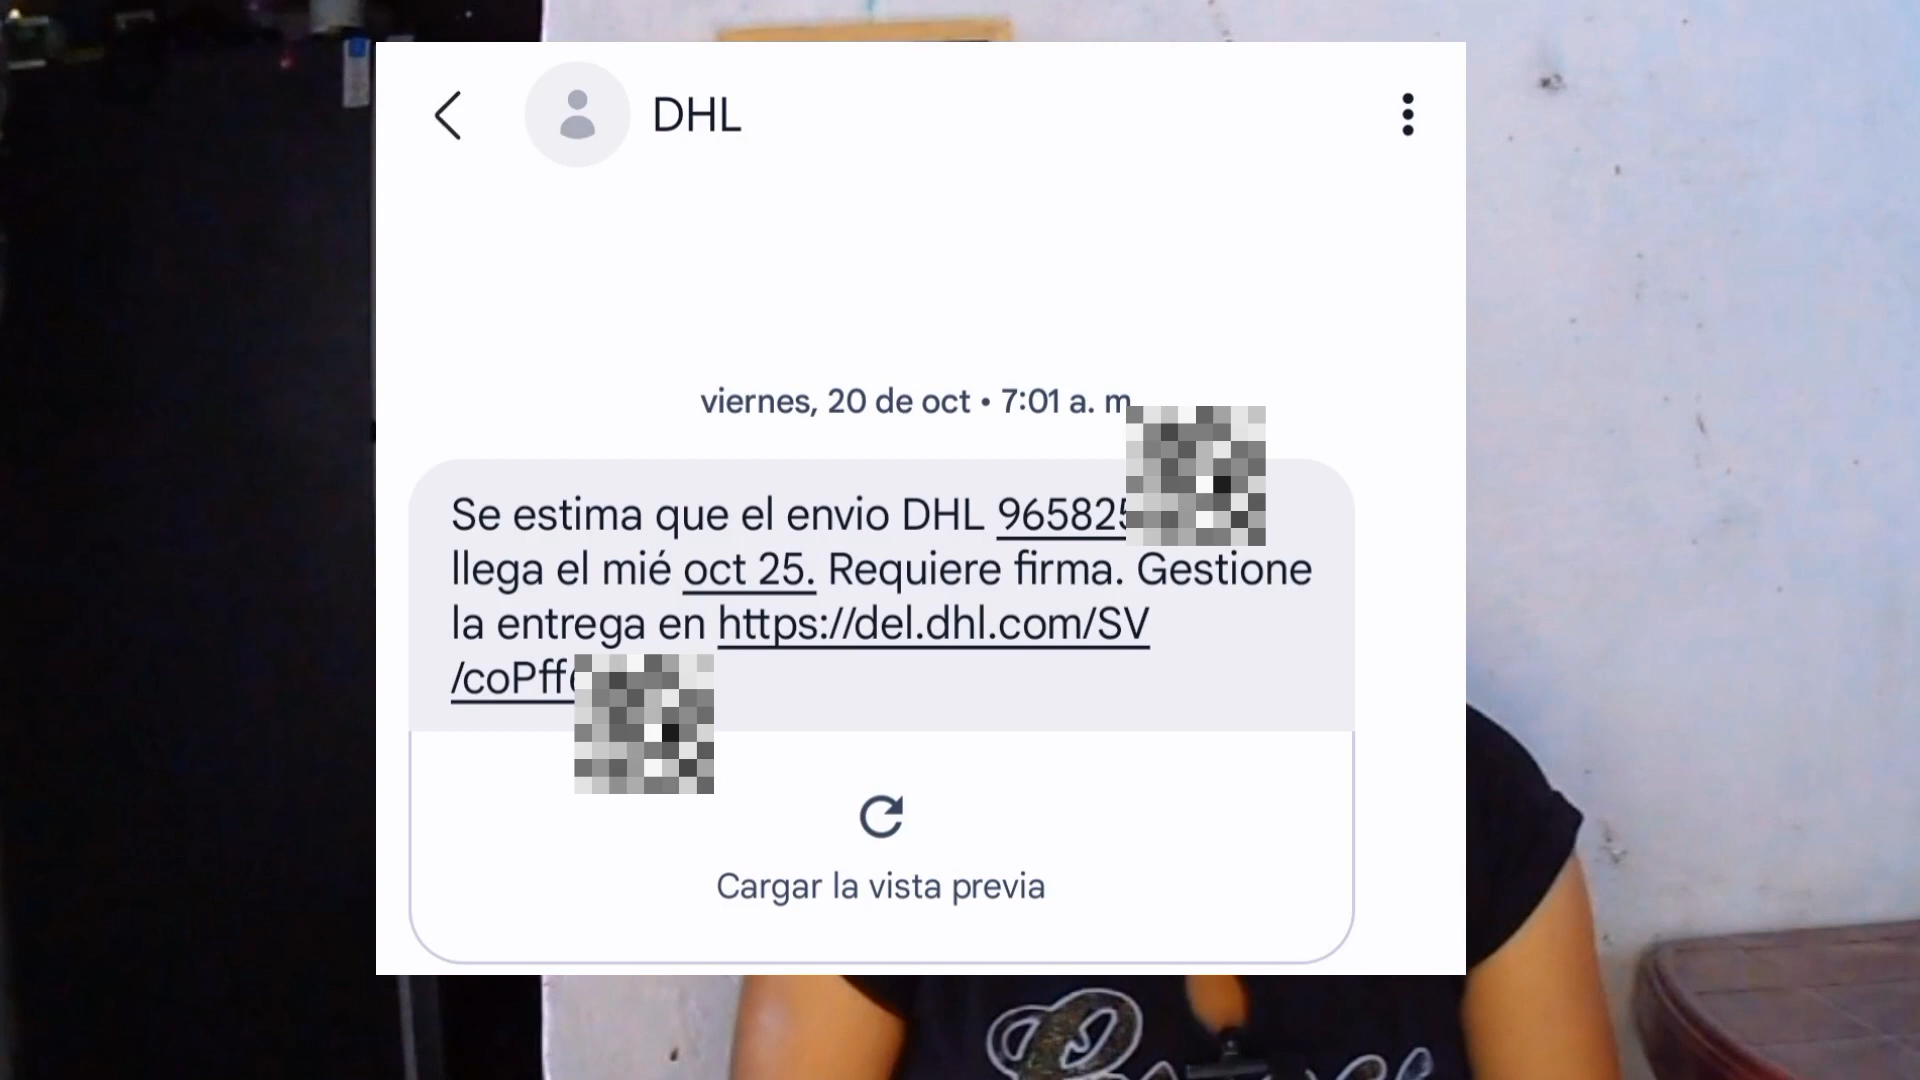 DHL
viernes, 20 de oct • 7:01 a. m
Se estima que el envio DHL 96582
llega el mié oct 25. Requiere firma. Gestione
la entrega en https://del.dhl.com/SV
/coPff
Cargar la vista previa